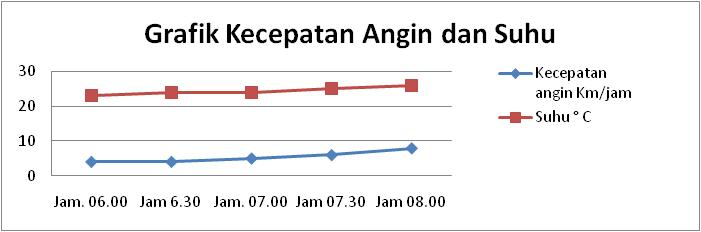 Grafik Kecepatan Angin dan Suhu
30
20
10
0
Jam. 06.00 Jam 6.30 Jam. 07.00 Jam 07.30 Jam 08.00
Kecepatan
angin Km/jam
Suhu ° C